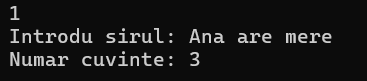 1
Introdu sirul: Ana are mere
Numar cuvinte: 3